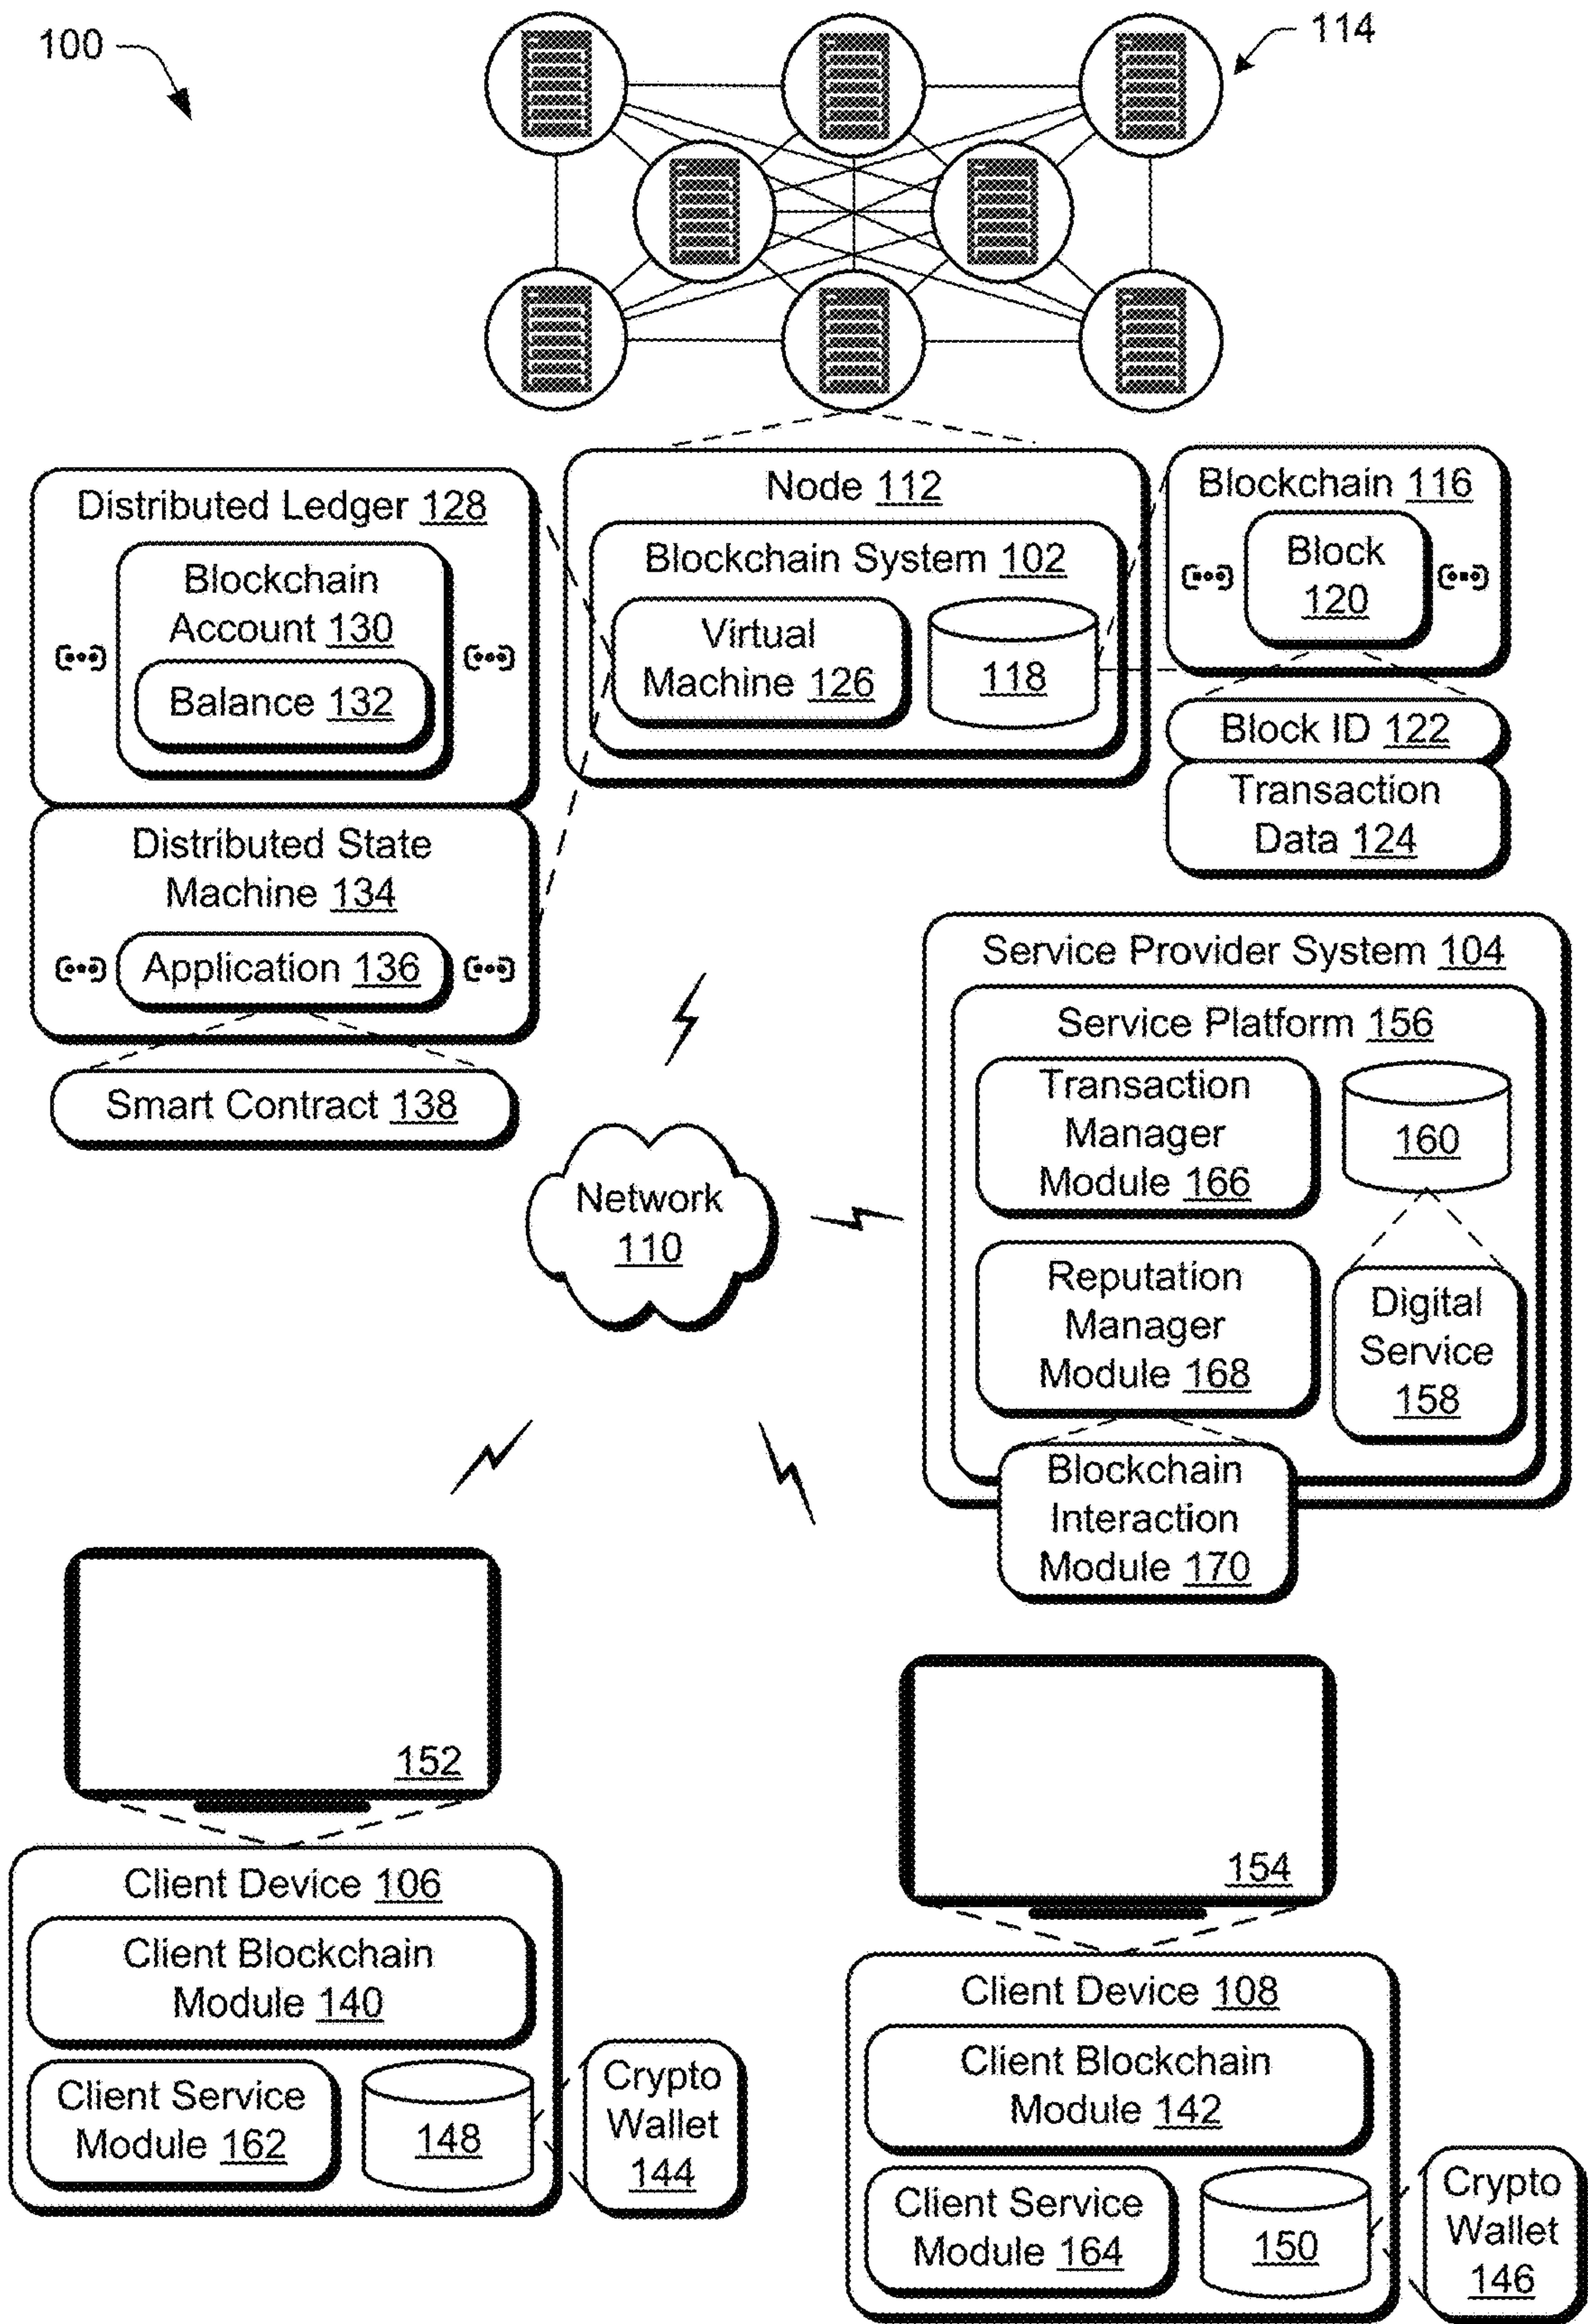 100
114
Node 112
Blockchain System 102
Virtual
Machine 126
118
Distributed Ledger 128
Blockchain
Account 130
Balance 132
Distributed State
Machine 134
Application 136
Smart Contract 138
Blockchain 116
Block
120
Block ID 122
Transaction
Data 124
Service Provider System 104
Service Platform 156
Transaction
Manager
Module 166
160
Reputation
Manager
Module 168
Digital
Service
158
Blockchain
Interaction
Module 170
Network
110
152
Client Device 106
Client Blockchain
Module 140
Client Service
Module 162
148
Crypto
Wallet
144
154
Client Device 108
Client Blockchain
Module 142
Client Service
Module 164
150
Crypto
Wallet
146